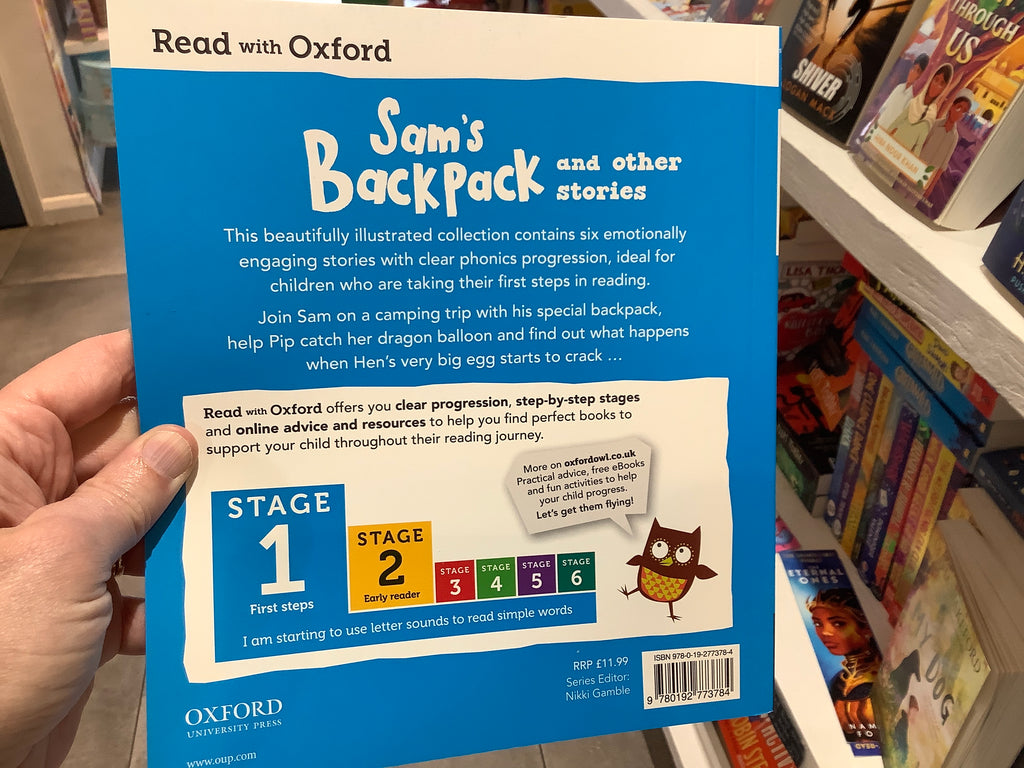 Read with Oxford
Sam's
Backpack and other
stories
This beautifully illustrated collection contains six emotionally
engaging stories with clear phonics progression, ideal for
children who are taking their first steps in reading.
Join Sam on a camping trip with his special backpack,
help Pip catch her dragon balloon and find out what happens
when Hen's very big egg starts to crack ...
Read with Oxford offers you clear progression, step-by-step stages
and online advice and resources to help you find perfect books to
support your child throughout their reading journey.
More on oxfordowl.co.uk
Practical advice, free eBooks
and fun activities to help
your child progress.
Let's get them flying!
STAGE
1
First steps
STAGE
2
Early reader
STAGE
3
STAGE
4
STAGE
5
STAGE
6
I am starting to use letter sounds to read simple words
OXFORD
UNIVERSITY PRESS
www.oup.com
RRP £11.99
Series Editor:
Nikki Gamble
ISBN 978-0-19-277378-4
9 780192 773784
SHIVER
THROUGH
US
LISA
ETERNAL
ONES
DOG